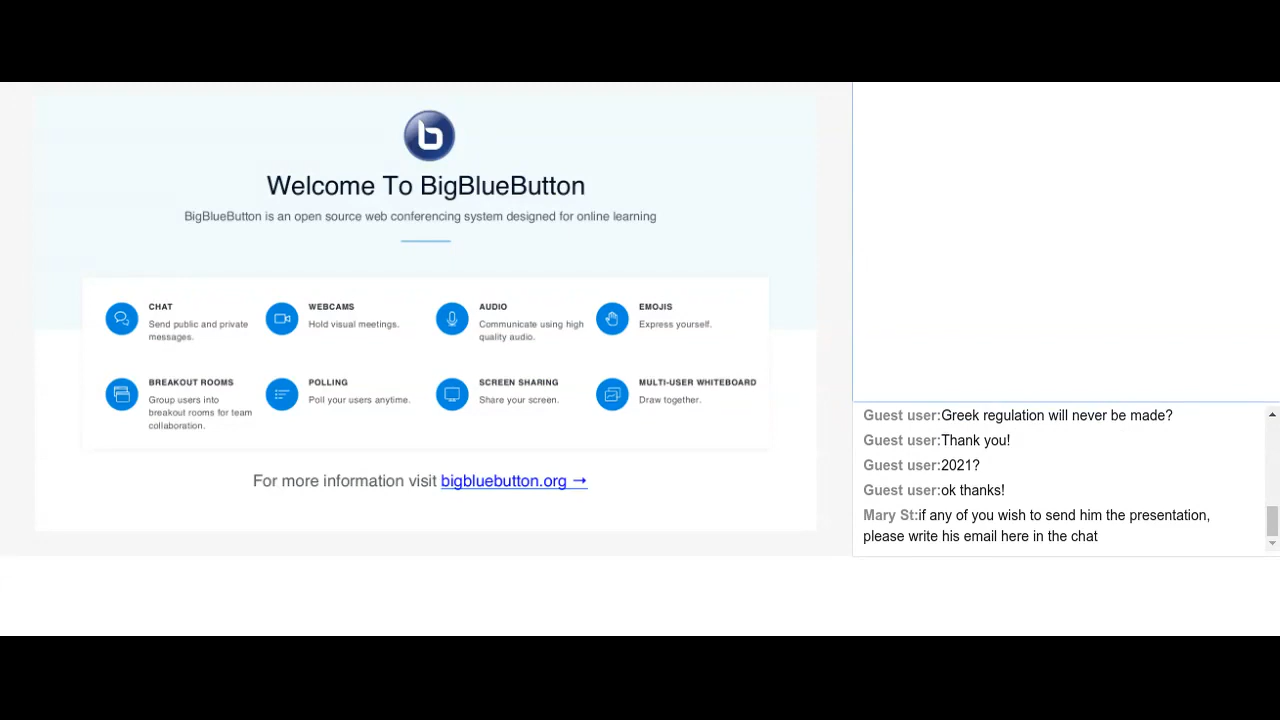 Welcome To BigBlueButton
BigBlueButton is an open source web conferencing system designed for online learning
CHAT
Send public and private
messages.
WEBCAMS
Hold visual meetings.
AUDIO
Communicate using high
quality audio.
EMOJIS
Express yourself.
BREAKOUT ROOMS
Group users into
breakout rooms for team
collaboration.
POLLING
Poll your users anytime.
SCREEN SHARING
Share your screen.
MULTI-USER WHITEBOARD
Draw together.
For more information visit bigbluebutton.org →
Guest user:Greek regulation will never be made?
Guest user:Thank you!
Guest user:2021?
Guest user:ok thanks!
Mary St:if any of you wish to send him the presentation,
please write his email here in the chat